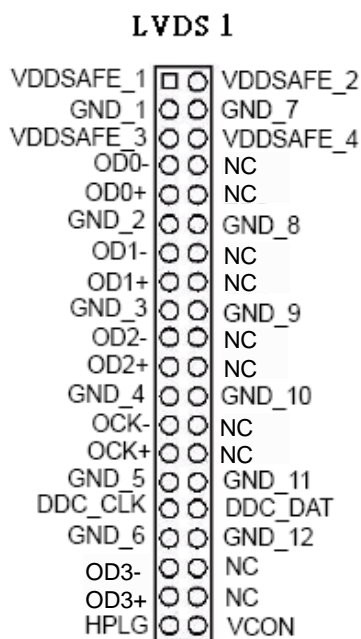 LVDS 1
VDDSAFE_1 VDDSAFE_2
GND_1 GND_7
VDDSAFE_3 VDDSAFE_4
OD0- NC
OD0+ NC
GND_2 GND_8
OD1- NC
OD1+ NC
GND_3 GND_9
OD2- NC
OD2+ NC
GND_4 GND_10
OCK- NC
OCK+ NC
GND_5 GND_11
DDC_CLK DDC_DAT
GND_6 GND_12
OD3- NC
OD3+ NC
HPLG VCON